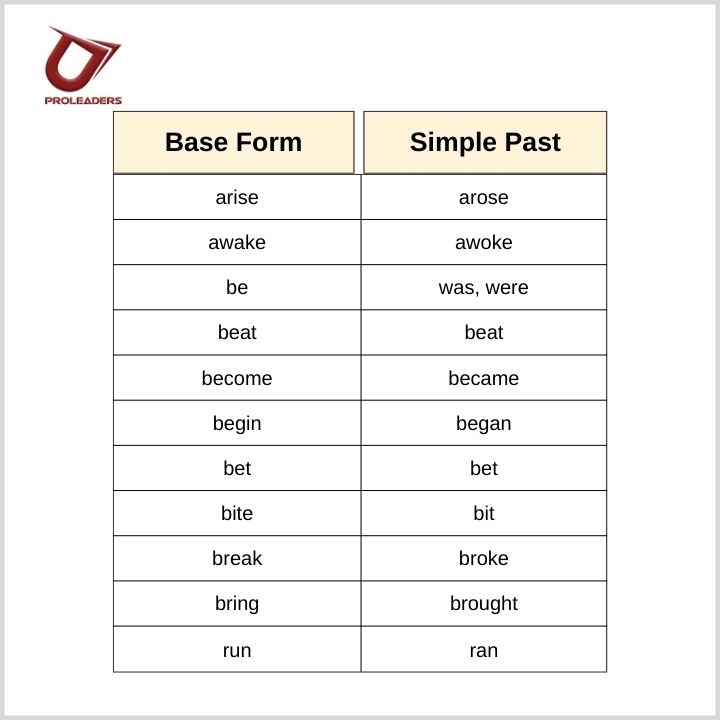 PROLEADERS
Base Form Simple Past
arise arose
awake awoke
be was, were
beat beat
become became
begin began
bet bet
bite bit
break broke
bring brought
run ran